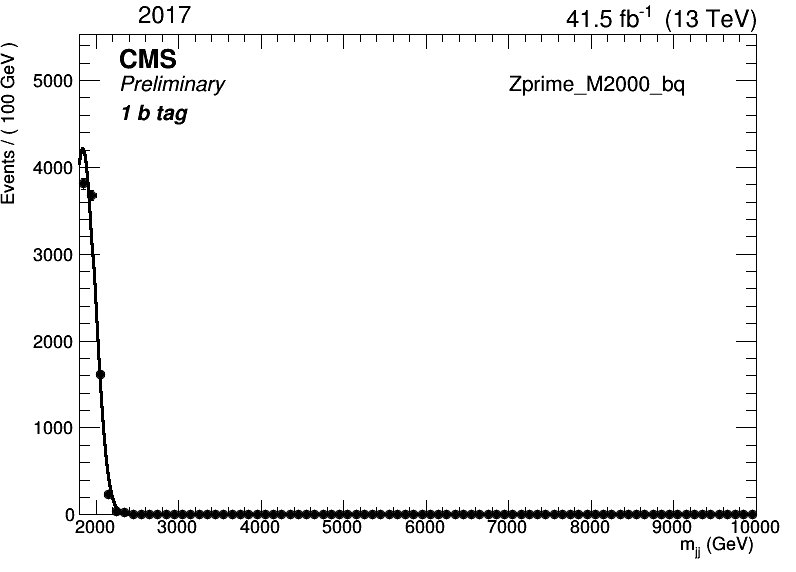 2017
41.5 fb⁻¹ (13 TeV)
CMS
Preliminary
1 b tag
Zprime_M2000_bq
Events / ( 100 GeV )
5000
4000
3000
2000
1000
0
2000 3000 4000 5000 6000 7000 8000 9000 10000
m_jj (GeV)